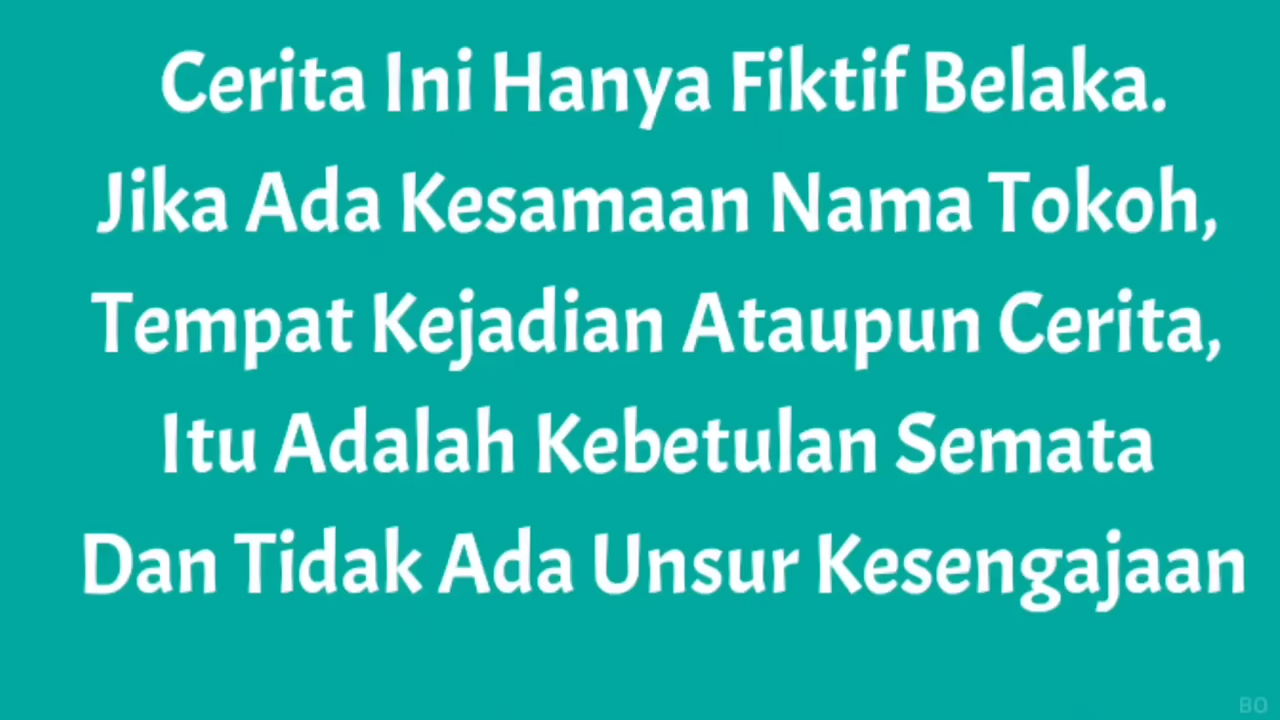 Cerita Ini Hanya Fiktif Belaka.
Jika Ada Kesamaan Nama Tokoh,
Tempat Kejadian Ataupun Cerita,
Itu Adalah Kebetulan Semata
Dan Tidak Ada Unsur Kesengajaan
BO